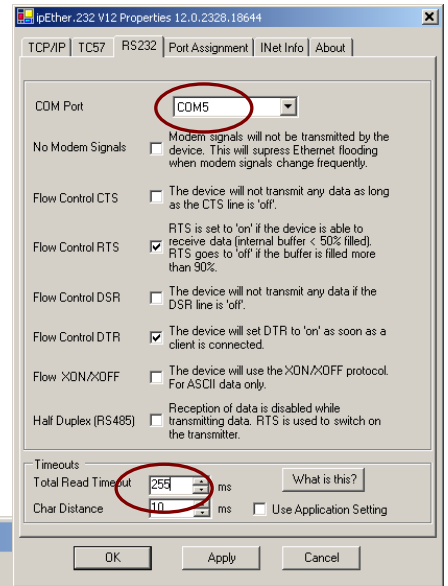 ipEther.232 V12 Properties 12.0.2328.18644
TCP/IP TC57 RS232 Port Assignment INet Info About
COM Port COM5
No Modem Signals Modem signals will not be transmitted by the
device. This will supress Ethernet flooding
when modem signals change frequently.
Flow Control CTS The device will not transmit any data as long
as the CTS line is 'off'.
Flow Control RTS RTS is set to 'on' if the device is able to
receive data (internal buffer < 50% filled).
RTS goes to 'off' if the buffer is filled more
than 90%.
Flow Control DSR The device will not transmit any data if the
DSR line is 'off'.
Flow Control DTR The device will set DTR to 'on' as soon as a
client is connected.
Flow XON/XOFF The device will use the XON/XOFF protocol.
For ASCII data only.
Half Duplex (RS485) Reception of data is disabled while
transmitting data. RTS is used to switch on
the transmitter.
Timeouts
Total Read Timeout 255 ms What is this?
Char Distance 10 ms Use Application Setting
OK Apply Cancel